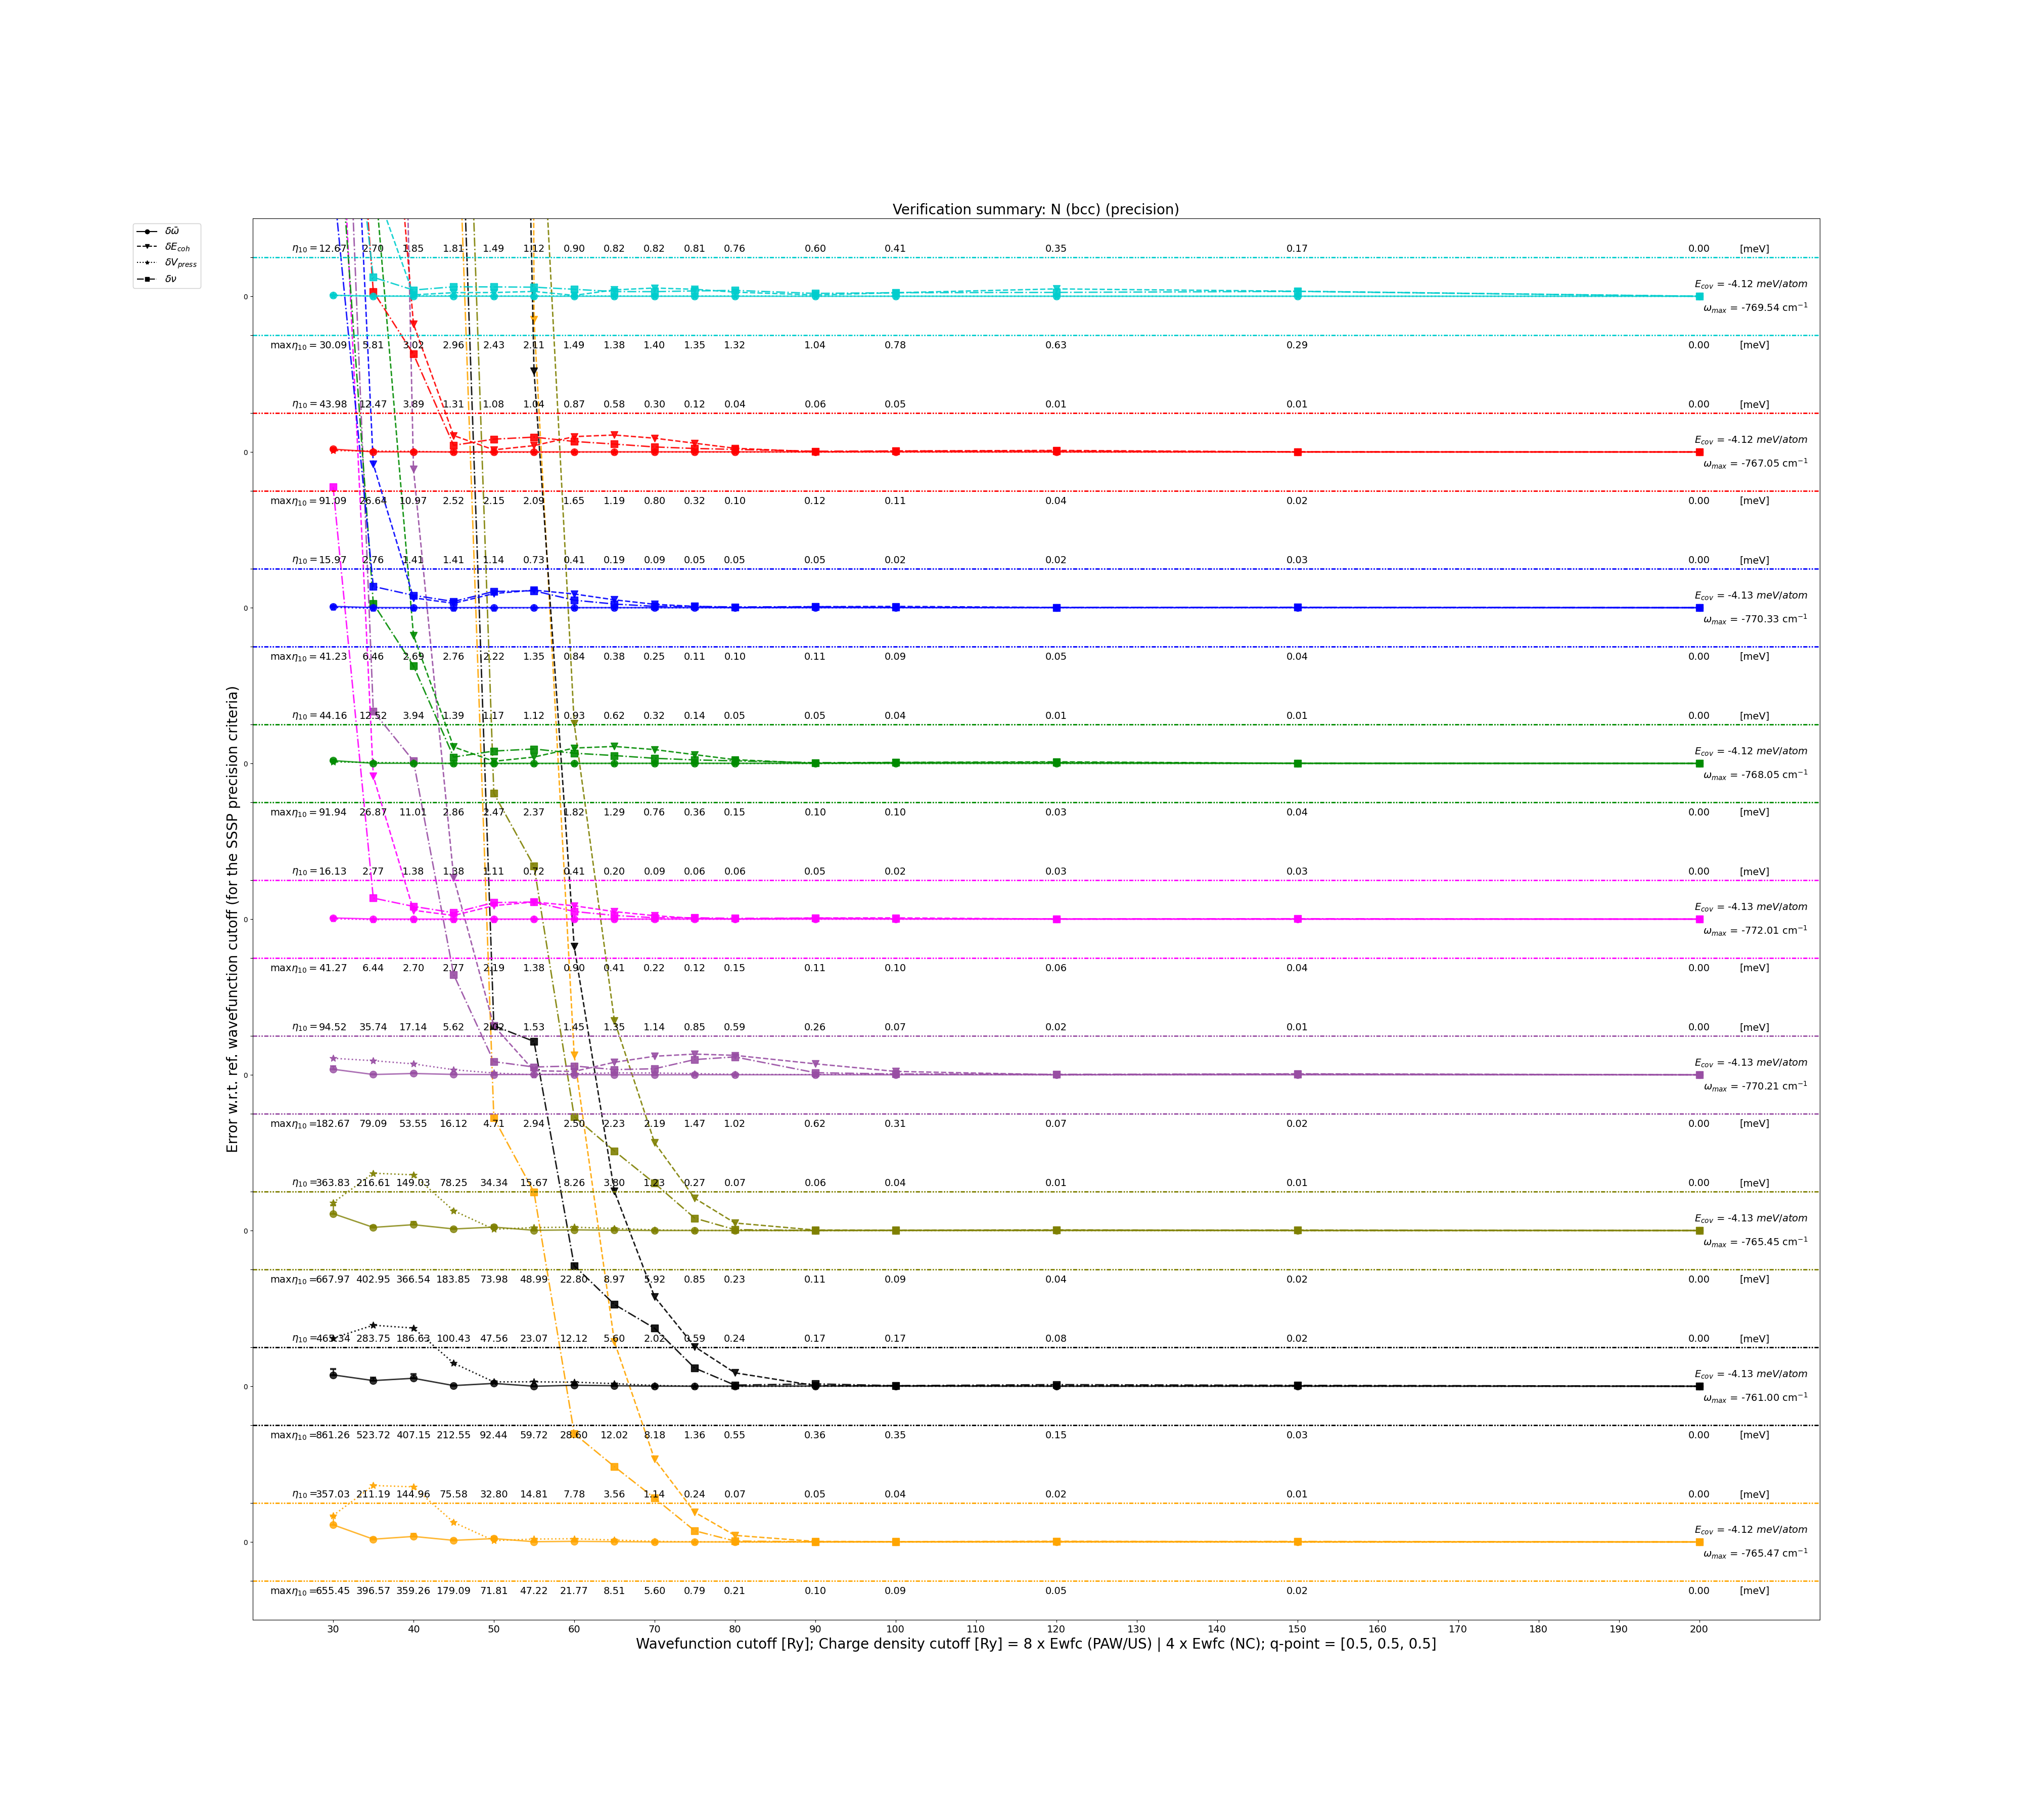 Verification summary: N (bcc) (precision)
δω̄
δE_coh
δV_press
δν
Error w.r.t. ref. wavefunction cutoff (for the SSSP precision criteria)
η₁₀ = 12.67 2.70 1.85 1.81 1.49 1.12 0.90 0.82 0.82 0.81 0.76 0.60 0.41 0.35 0.17 0.00 [meV]
E_cov = -4.12 meV/atom
0
ω_max = -769.54 cm⁻¹
maxη₁₀ = 30.09 5.81 3.02 2.96 2.43 2.11 1.49 1.38 1.40 1.35 1.32 1.04 0.78 0.63 0.29 0.00 [meV]
η₁₀ = 43.98 12.47 3.89 1.31 1.08 1.04 0.87 0.58 0.30 0.12 0.04 0.06 0.05 0.01 0.01 0.00 [meV]
E_cov = -4.12 meV/atom
0
ω_max = -767.05 cm⁻¹
maxη₁₀ = 91.09 26.64 10.97 2.52 2.15 2.09 1.65 1.19 0.80 0.32 0.10 0.12 0.11 0.04 0.02 0.00 [meV]
η₁₀ = 15.97 2.76 1.41 1.41 1.14 0.73 0.41 0.19 0.09 0.05 0.05 0.05 0.02 0.02 0.03 0.00 [meV]
E_cov = -4.13 meV/atom
0
ω_max = -770.33 cm⁻¹
maxη₁₀ = 41.23 6.46 2.69 2.76 2.22 1.35 0.84 0.38 0.25 0.11 0.10 0.11 0.09 0.05 0.04 0.00 [meV]
η₁₀ = 44.16 12.52 3.94 1.39 1.17 1.12 0.93 0.62 0.32 0.14 0.05 0.05 0.04 0.01 0.01 0.00 [meV]
E_cov = -4.12 meV/atom
0
ω_max = -768.05 cm⁻¹
maxη₁₀ = 91.94 26.87 11.01 2.86 2.47 2.37 1.82 1.29 0.76 0.36 0.15 0.10 0.10 0.03 0.04 0.00 [meV]
η₁₀ = 16.13 2.77 1.38 1.38 1.11 0.72 0.41 0.20 0.09 0.06 0.06 0.05 0.02 0.03 0.03 0.00 [meV]
E_cov = -4.13 meV/atom
0
ω_max = -772.01 cm⁻¹
maxη₁₀ = 41.27 6.44 2.70 2.77 2.19 1.38 0.90 0.41 0.22 0.12 0.15 0.11 0.10 0.06 0.04 0.00 [meV]
η₁₀ = 94.52 35.74 17.14 5.62 1.53 1.45 1.35 1.14 0.85 0.59 0.26 0.07 0.02 0.01 0.00 [meV]
E_cov = -4.13 meV/atom
0
ω_max = -770.21 cm⁻¹
maxη₁₀ = 182.67 79.09 53.55 16.12 4.71 2.94 2.50 2.23 2.19 1.47 1.02 0.62 0.31 0.07 0.02 0.00 [meV]
η₁₀ = 363.83 216.61 149.03 78.25 34.34 15.67 8.26 3.80 1.23 0.27 0.07 0.06 0.04 0.01 0.01 0.00 [meV]
E_cov = -4.13 meV/atom
0
ω_max = -765.45 cm⁻¹
maxη₁₀ = 667.97 402.95 366.54 183.85 73.98 48.99 22.80 8.97 5.92 0.85 0.23 0.11 0.09 0.04 0.02 0.00 [meV]
η₁₀ = 465.34 283.75 186.63 100.43 47.56 23.07 12.12 5.60 2.02 0.59 0.24 0.17 0.17 0.08 0.02 0.00 [meV]
E_cov = -4.13 meV/atom
0
ω_max = -761.00 cm⁻¹
maxη₁₀ = 861.26 523.72 407.15 212.55 92.44 59.72 28.60 12.02 8.18 1.36 0.55 0.36 0.35 0.15 0.03 0.00 [meV]
η₁₀ = 357.03 211.19 144.96 75.58 32.80 14.81 7.78 3.56 1.14 0.24 0.07 0.05 0.04 0.02 0.01 0.00 [meV]
E_cov = -4.12 meV/atom
0
ω_max = -765.47 cm⁻¹
maxη₁₀ = 655.45 396.57 359.26 179.09 71.81 47.22 21.77 8.51 5.60 0.79 0.21 0.10 0.09 0.05 0.02 0.00 [meV]
30 40 50 60 70 80 90 100 110 120 130 140 150 160 170 180 190 200
Wavefunction cutoff [Ry]; Charge density cutoff [Ry] = 8 x Ewfc (PAW/US) | 4 x Ewfc (NC); q-point = [0.5, 0.5, 0.5]